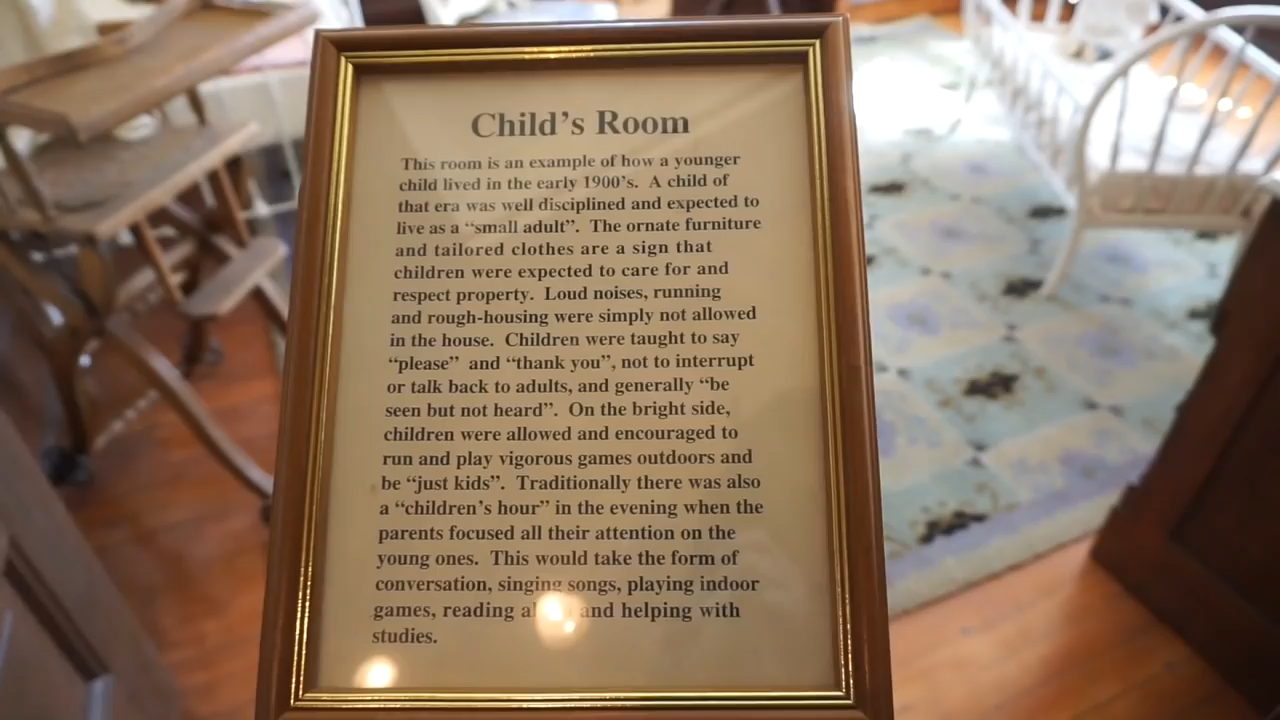 Child's Room
This room is an example of how a younger
child lived in the early 1900's. A child of
that era was well disciplined and expected to
live as a "small adult". The ornate furniture
and tailored clothes are a sign that
children were expected to care for and
respect property. Loud noises, running
and rough-housing were simply not allowed
in the house. Children were taught to say
"please" and "thank you", not to interrupt
or talk back to adults, and generally "be
seen but not heard". On the bright side,
children were allowed and encouraged to
run and play vigorous games outdoors and
be "just kids". Traditionally there was also
a "children's hour" in the evening when the
parents focused all their attention on the
young ones. This would take the form of
conversation, singing songs, playing indoor
games, reading and helping with
studies.